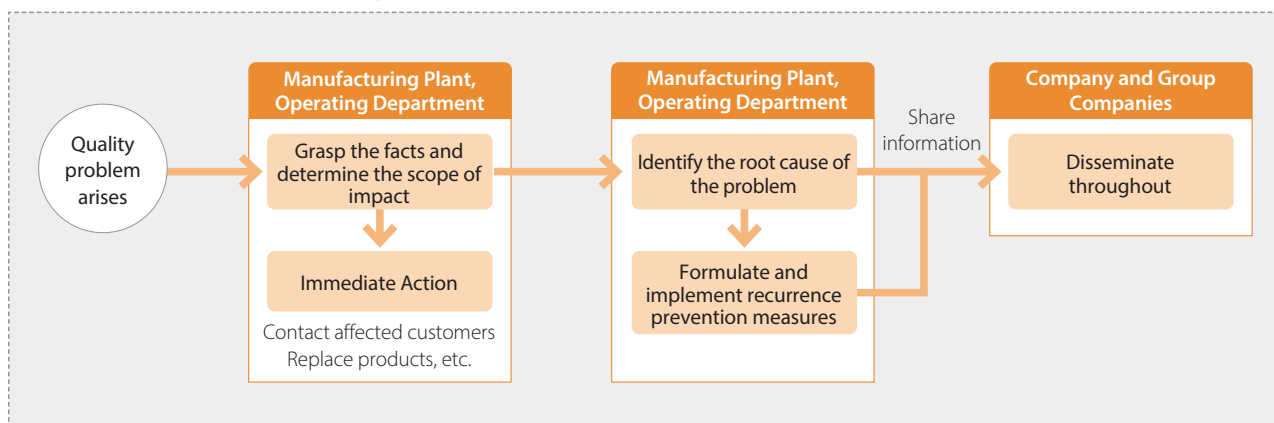 Quality
problem
arises
Manufacturing Plant,
Operating Department
Grasp the facts and
determine the scope of
impact
Immediate Action
Contact affected customers
Replace products, etc.
Manufacturing Plant,
Operating Department
Identify the root cause of
the problem
Formulate and
implement recurrence
prevention measures
Share
information
Company and Group
Companies
Disseminate
throughout